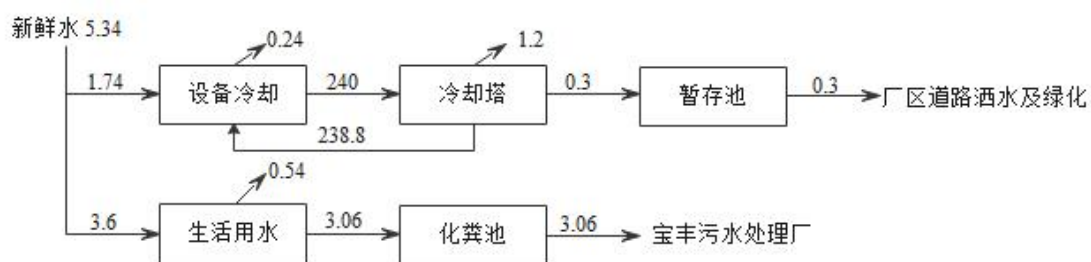 新鲜水 5.34
0.24
1.2
1.74
设备冷却
240
冷却塔
0.3
暂存池
0.3
厂区道路洒水及绿化
238.8
0.54
3.6
生活用水
3.06
化粪池
3.06
宝丰污水处理厂